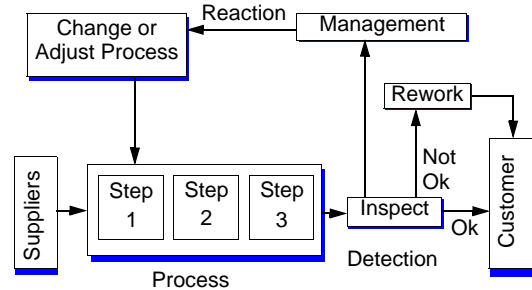 Change or
Adjust Process
Reaction
Management
Rework
Suppliers
Step
1
Step
2
Step
3
Not
Ok
Inspect
Ok
Customer
Process
Detection